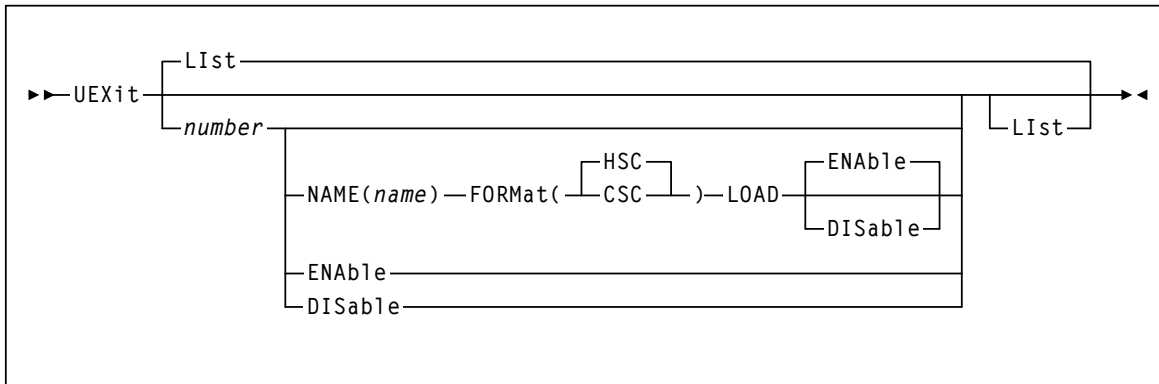 LIst
UEXit
number
LIst
HSC
ENAble
NAME(name) FORMat( CSC ) LOAD
DISable
ENAble
DISable